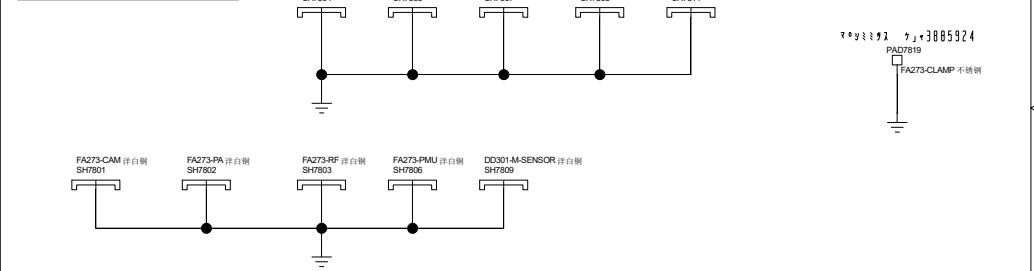 PAD7819
FA273-CLAMP 不锈钢
FA273-CAM 洋白铜
SH7801
FA273-PA 洋白铜
SH7802
FA273-RF 洋白铜
SH7803
FA273-PMU 洋白铜
SH7806
DD301-M-SENSOR 洋白铜
SH7809